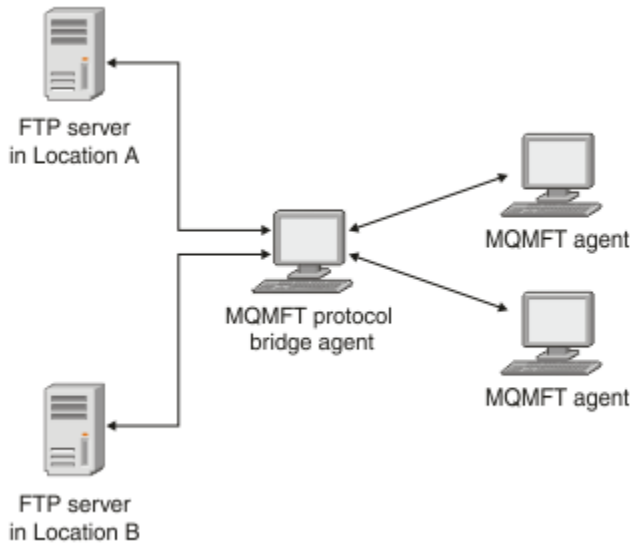 FTP server
in Location A
MQMFT agent
MQMFT protocol
bridge agent
MQMFT agent
FTP server
in Location B